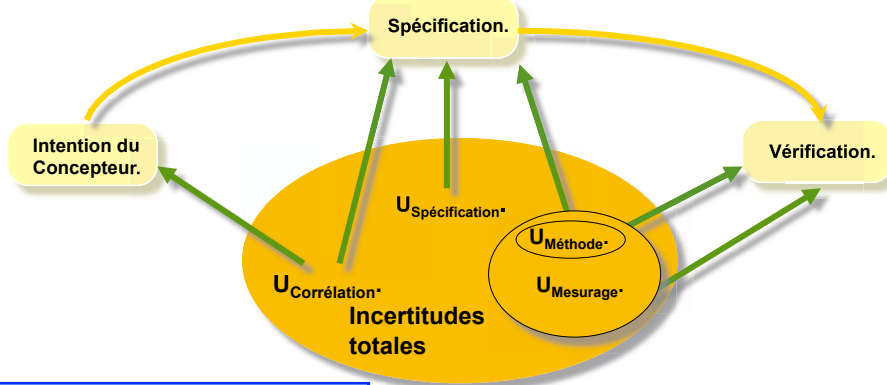 Spécification.
Intention du
Concepteur.
Vérification.
USpécification.
UMéthode.
UCorrélation.
UMesurage.
Incertitudes
totales